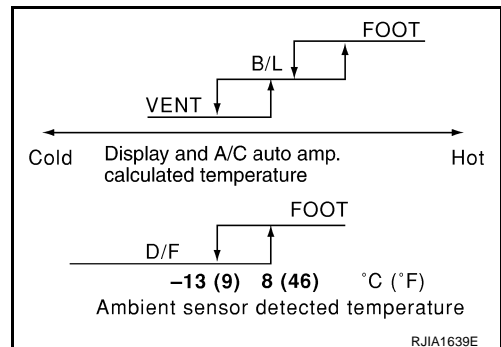 FOOT
B/L
VENT
Cold Display and A/C auto amp. Hot
calculated temperature
FOOT
D/F
–13 (9) 8 (46) ˚C (˚F)
Ambient sensor detected temperature
RJIA1639E